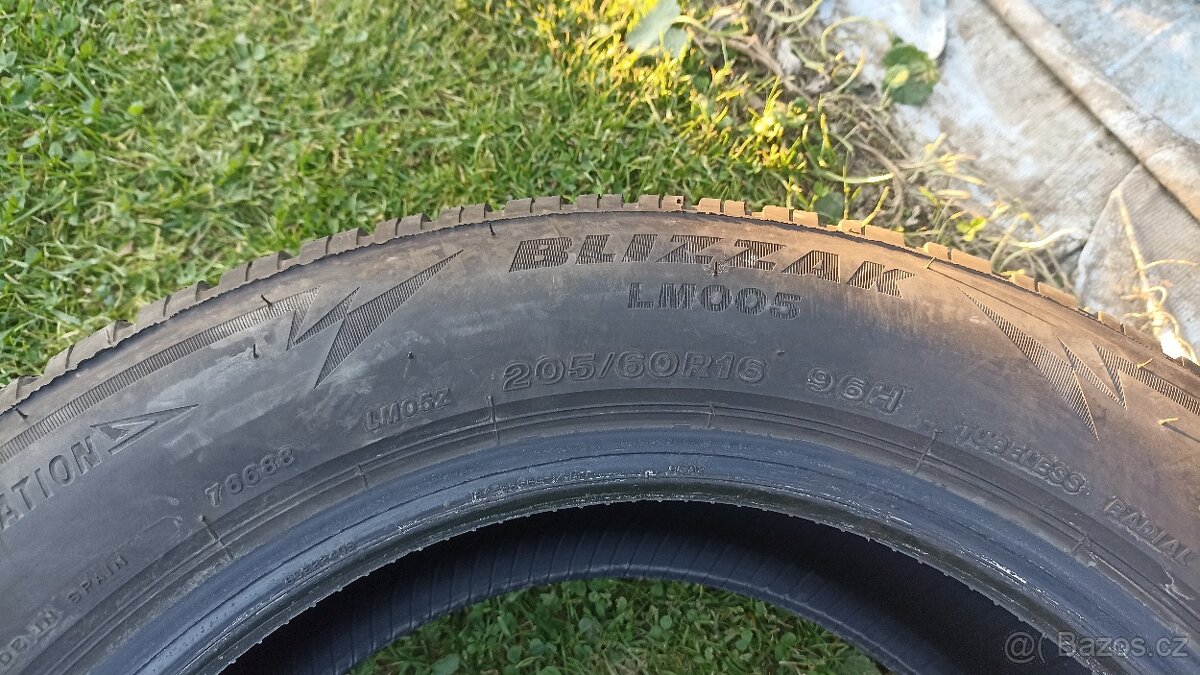 BLIZZAK
LM005
205/60R16 96H
LM05Z
76688
ATION
TUBELESS RADIAL
SPAIN
@ Bazos.cz